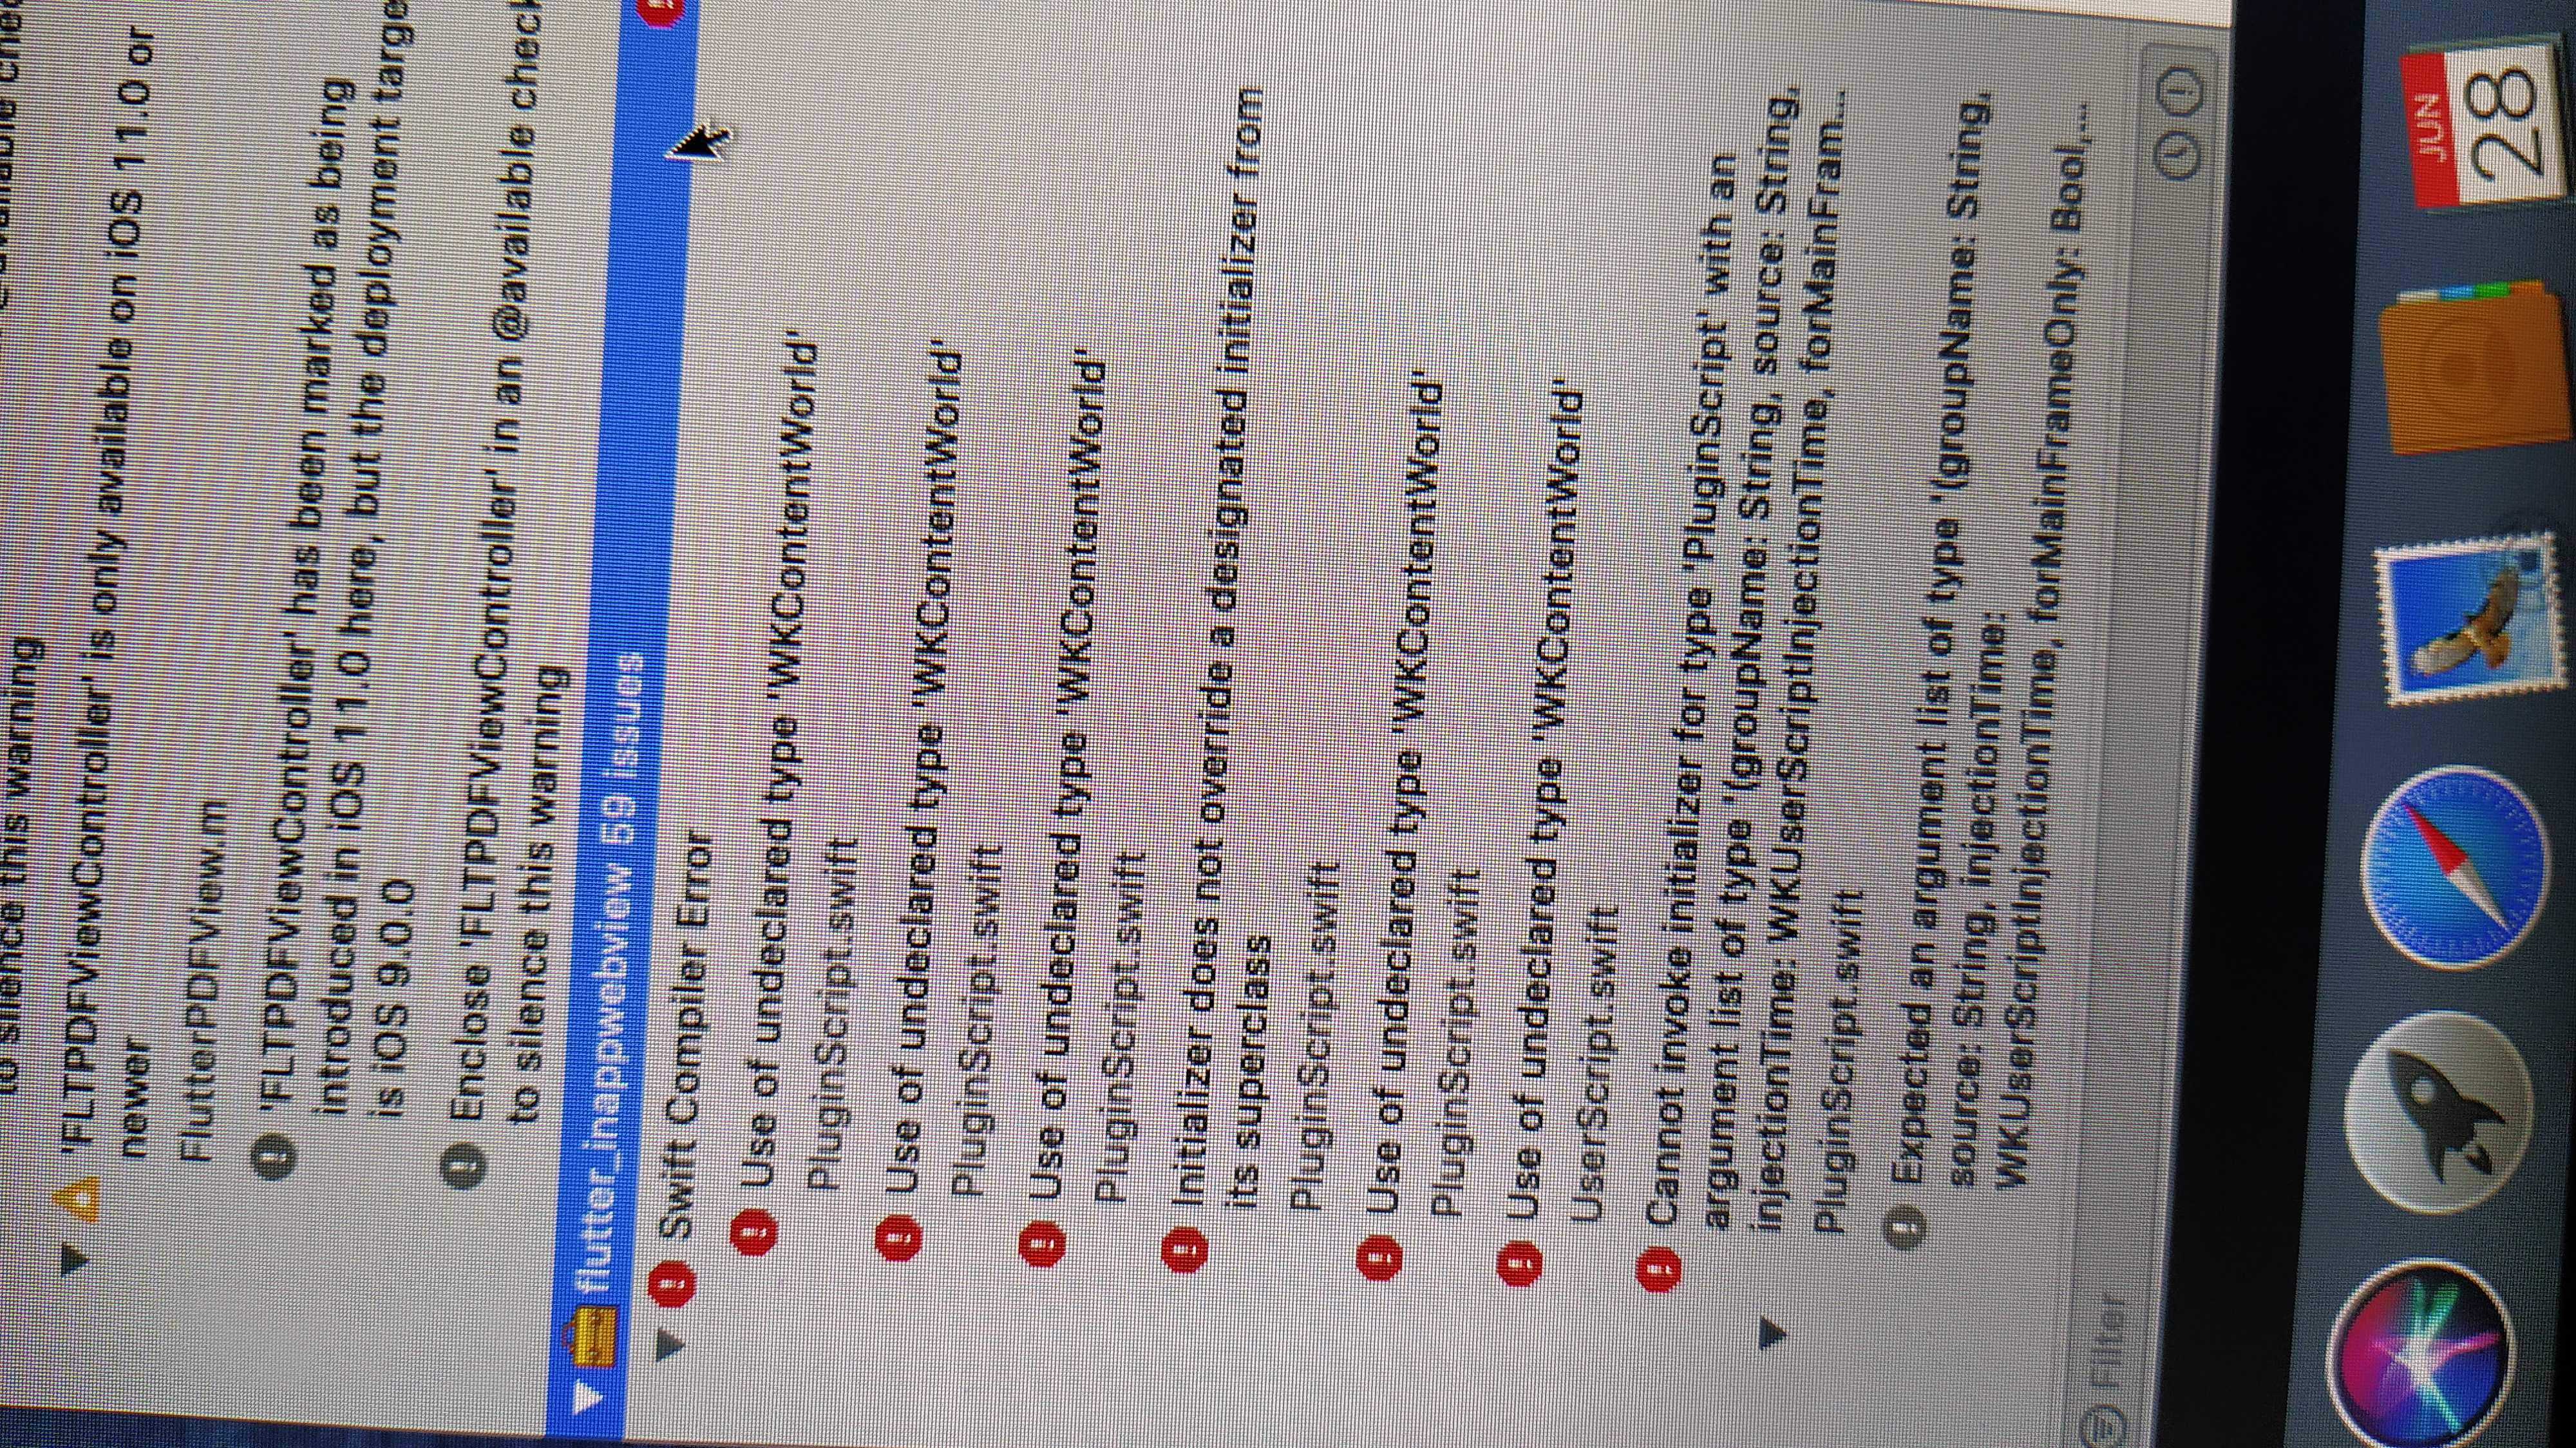 to silence this warning
'FLTPDFViewController' is only available on iOS 11.0 or
newer
FlutterPDFView.m
'FLTPDFViewController' has been marked as being
introduced in iOS 11.0 here, but the deployment targe
is iOS 9.0.0
Enclose 'FLTPDFViewController' in an @available check
to silence this warning
flutter_inappwebview 59 issues
Swift Compiler Error
Use of undeclared type 'WKContentWorld'
PluginScript.swift
Use of undeclared type 'WKContentWorld'
PluginScript.swift
Use of undeclared type 'WKContentWorld'
PluginScript.swift
Initializer does not override a designated initializer from
its superclass
PluginScript.swift
Use of undeclared type 'WKContentWorld'
PluginScript.swift
Use of undeclared type 'WKContentWorld'
UserScript.swift
Cannot invoke initializer for type 'PluginScript' with an
argument list of type '(groupName: String, source: String,
injectionTime: WKUserScriptInjectionTime, forMainFram...
PluginScript.swift
Expected an argument list of type '(groupName: String,
source: String, injectionTime:
WKUserScriptInjectionTime, forMainFrameOnly: Bool,...
Filter
JUN
28